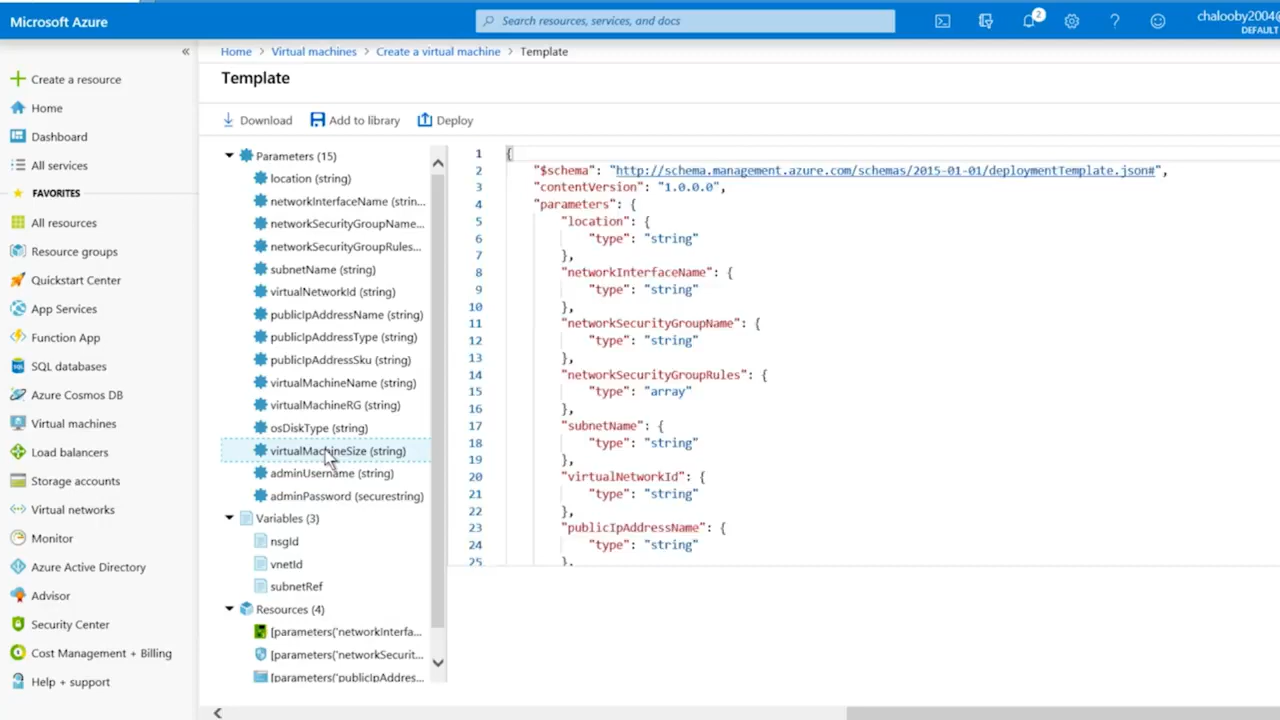 Microsoft Azure
Search resources, services, and docs
2
chalooby2004@
DEFAULT
«
Home > Virtual machines > Create a virtual machine > Template
Template
Download
Add to library
Deploy
Create a resource
Home
Dashboard
All services
FAVORITES
All resources
Resource groups
Quickstart Center
App Services
Function App
SQL databases
Azure Cosmos DB
Virtual machines
Load balancers
Storage accounts
Virtual networks
Monitor
Azure Active Directory
Advisor
Security Center
Cost Management + Billing
Help + support
Parameters (15)
location (string)
networkInterfaceName (strin...
networkSecurityGroupName...
networkSecurityGroupRules...
subnetName (string)
virtualNetworkId (string)
publicIpAddressName (string)
publicIpAddressType (string)
publicIpAddressSku (string)
virtualMachineName (string)
virtualMachineRG (string)
osDiskType (string)
virtualMachineSize (string)
adminUsername (string)
adminPassword (securestring)
Variables (3)
nsgId
vnetId
subnetRef
Resources (4)
[parameters('networkInterfa...
[parameters('networkSecurit...
[parameters('publicIpAddres...
1 {
2 "$schema": "http://schema.management.azure.com/schemas/2015-01-01/deploymentTemplate.json#",
3 "contentVersion": "1.0.0.0",
4 "parameters": {
5 "location": {
6 "type": "string"
7 },
8 "networkInterfaceName": {
9 "type": "string"
10 },
11 "networkSecurityGroupName": {
12 "type": "string"
13 },
14 "networkSecurityGroupRules": {
15 "type": "array"
16 },
17 "subnetName": {
18 "type": "string"
19 },
20 "virtualNetworkId": {
21 "type": "string"
22 },
23 "publicIpAddressName": {
24 "type": "string"
25 },